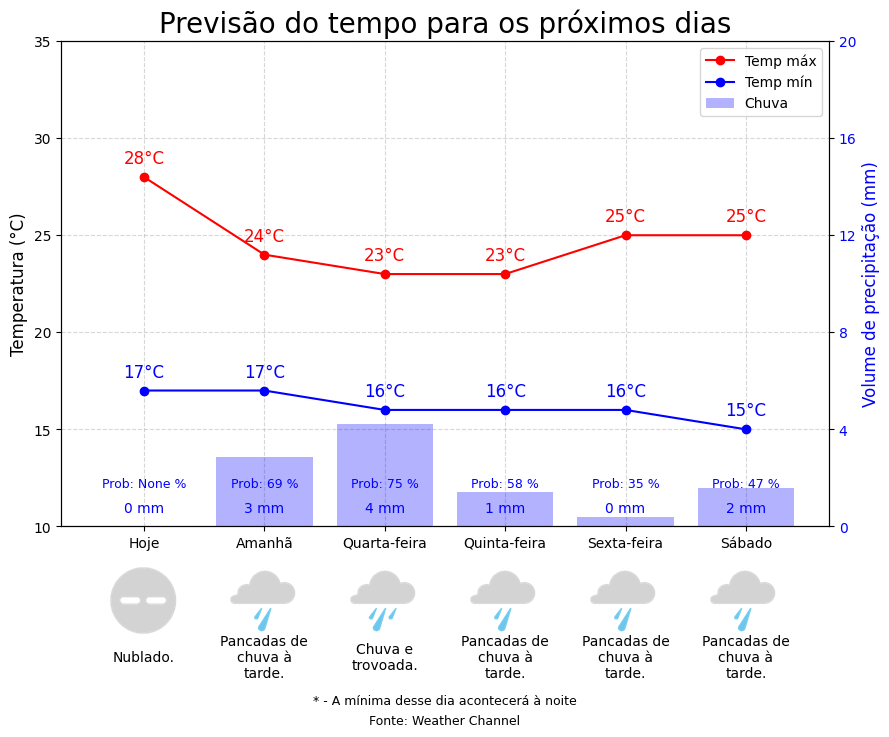 Previsão do tempo para os próximos dias
Temperatura (°C)
35
30
25
20
15
10
Volume de precipitação (mm)
20
16
12
8
4
0
Temp máx
Temp mín
Chuva
28°C
24°C
23°C
23°C
25°C
25°C
17°C
17°C
16°C
16°C
16°C
15°C
Prob: None %
Prob: 69 %
Prob: 75 %
Prob: 58 %
Prob: 35 %
Prob: 47 %
0 mm
3 mm
4 mm
1 mm
0 mm
2 mm
Hoje
Amanhã
Quarta-feira
Quinta-feira
Sexta-feira
Sábado
Nublado.
Pancadas de
chuva à
tarde.
Chuva e
trovoada.
Pancadas de
chuva à
tarde.
Pancadas de
chuva à
tarde.
Pancadas de
chuva à
tarde.
* - A mínima desse dia acontecerá à noite
Fonte: Weather Channel